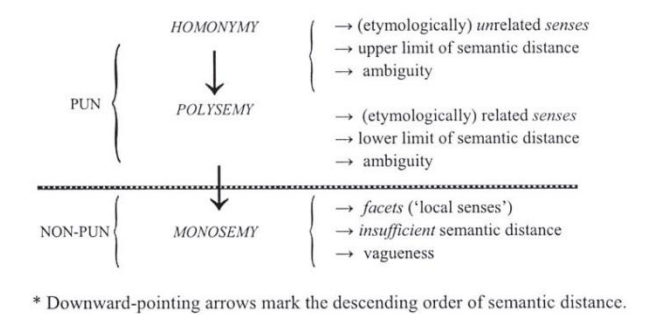 HOMONYMY
→ (etymologically) unrelated senses
→ upper limit of semantic distance
→ ambiguity
PUN
POLYSEMY
→ (etymologically) related senses
→ lower limit of semantic distance
→ ambiguity
NON-PUN
MONOSEMY
→ facets (‘local senses’)
→ insufficient semantic distance
→ vagueness
* Downward-pointing arrows mark the descending order of semantic distance.